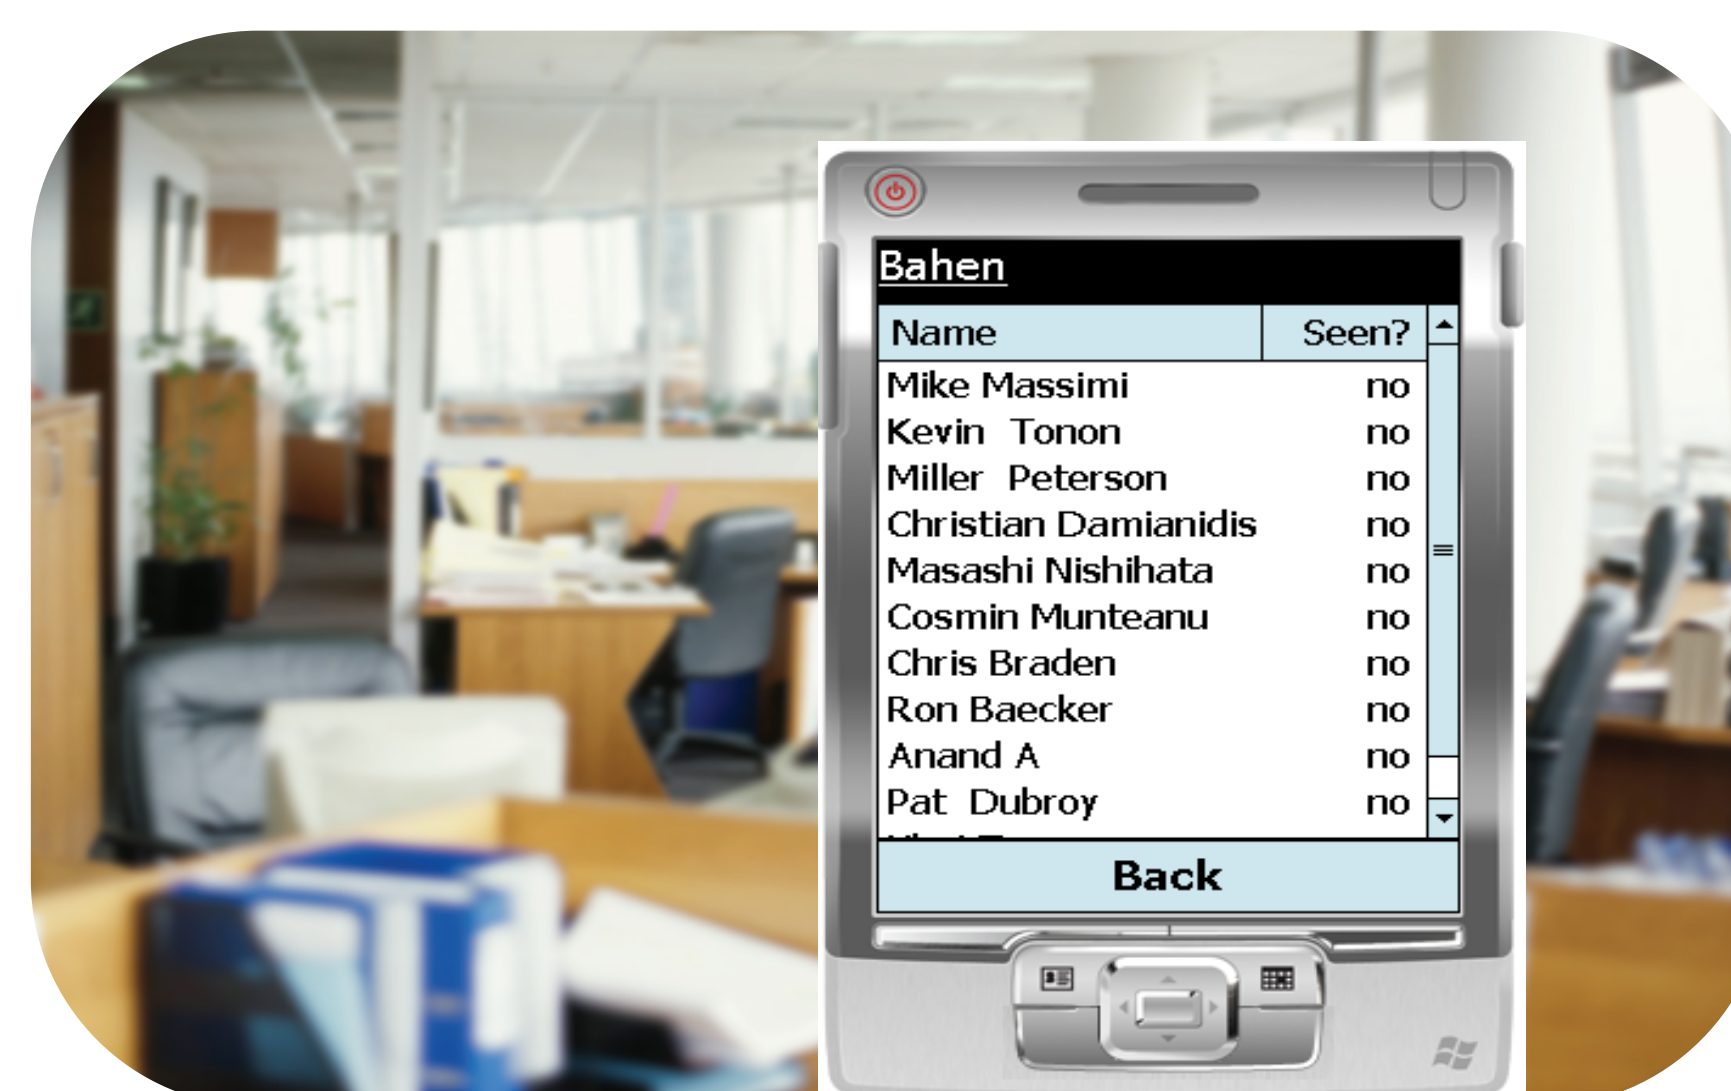 Bahen
Name Seen?
Mike Massimi no
Kevin Tonon no
Miller Peterson no
Christian Damianidis no
Masashi Nishihata no
Cosmin Munteanu no
Chris Braden no
Ron Baecker no
Anand A no
Pat Dubroy no
Back